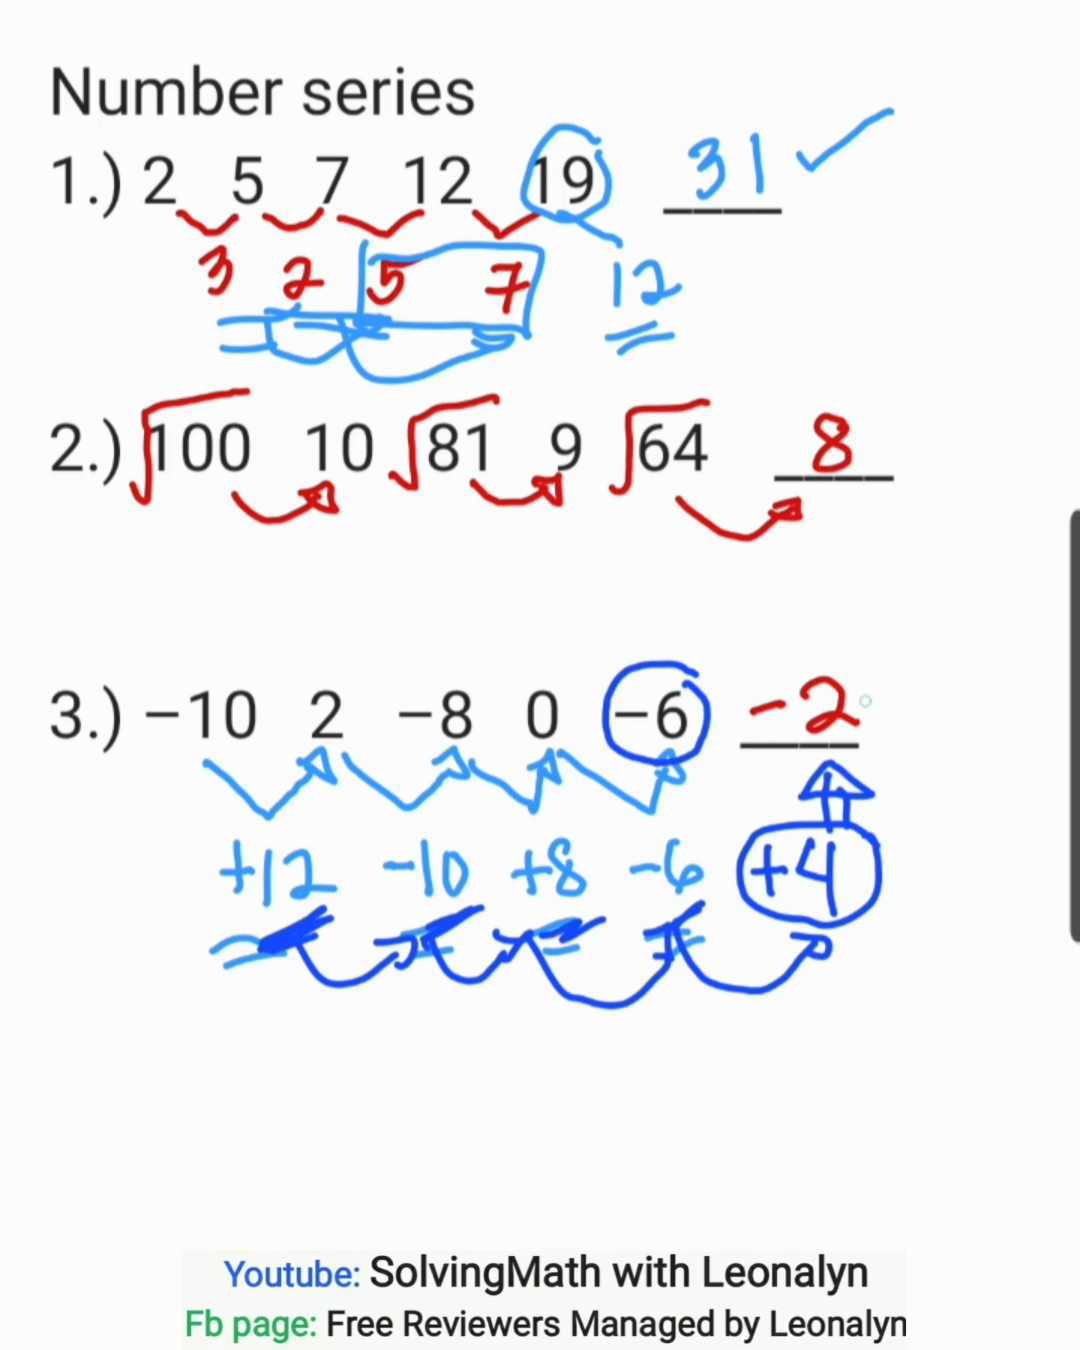 Number series
1.) 2 5 7 12 19 31
3 2 5 7 12
2.) √100 10 √81 9 √64 8
3.) –10 2 –8 0 –6 -2
+12 -10 +8 -6 +4
Youtube: SolvingMath with Leonalyn
Fb page: Free Reviewers Managed by Leonalyn